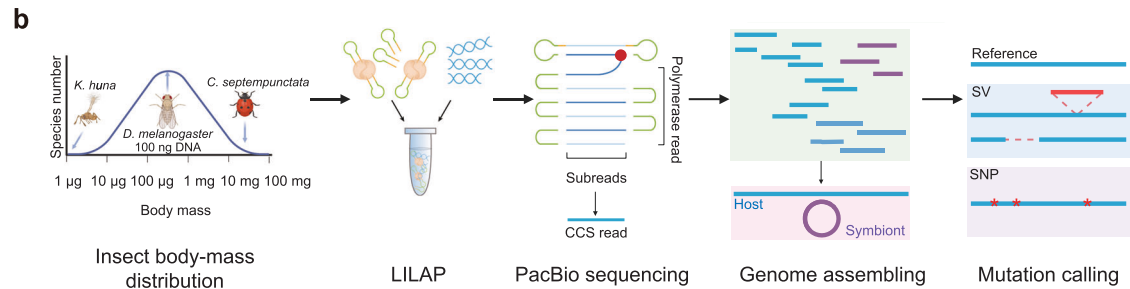 b
Species number
K. huna
C. septempunctata
D. melanogaster
100 ng DNA
1 µg
10 µg
100 µg
1 mg
10 mg
100 mg
Body mass
Insect body-mass
distribution
LILAP
Polymerase read
Subreads
CCS read
PacBio sequencing
Host
Symbiont
Genome assembling
Reference
SV
SNP
* * *
Mutation calling